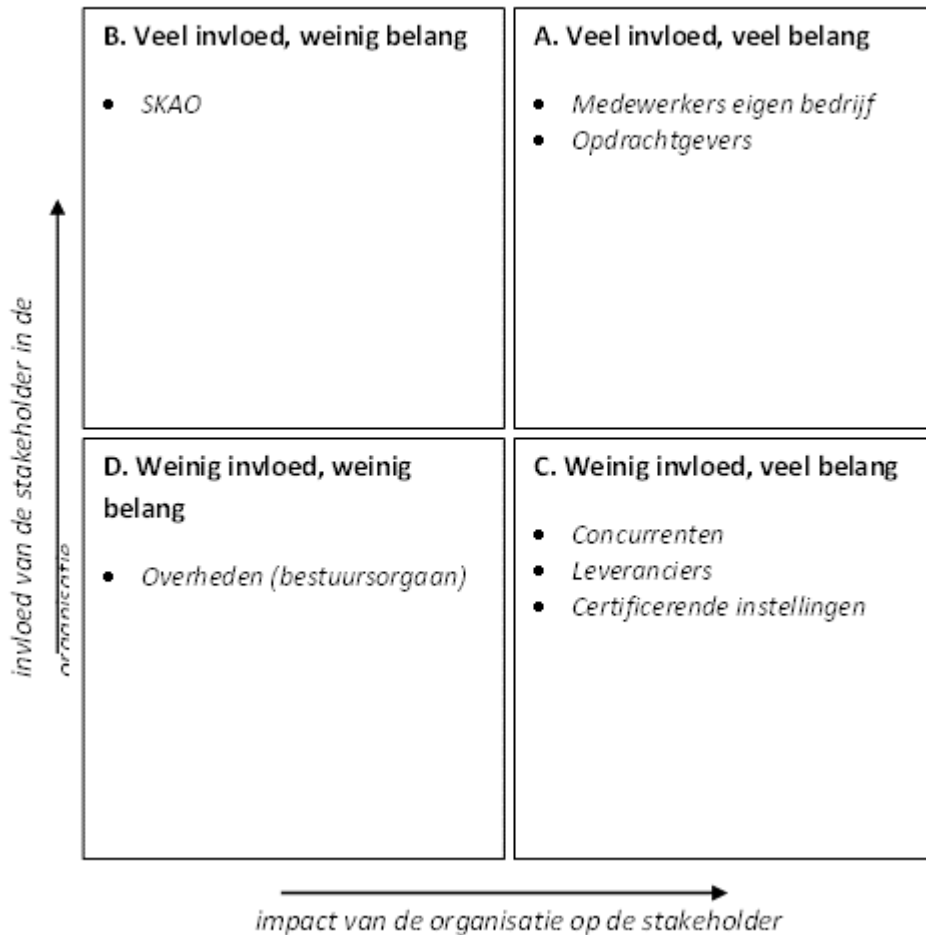 B. Veel invloed, weinig belang
• SKAO
A. Veel invloed, veel belang
• Medewerkers eigen bedrijf
• Opdrachtgevers
invloed van de stakeholder in de
organisatie
D. Weinig invloed, weinig
belang
• Overheden (bestuursorgaan)
C. Weinig invloed, veel belang
• Concurrenten
• Leveranciers
• Certificerende instellingen
impact van de organisatie op de stakeholder